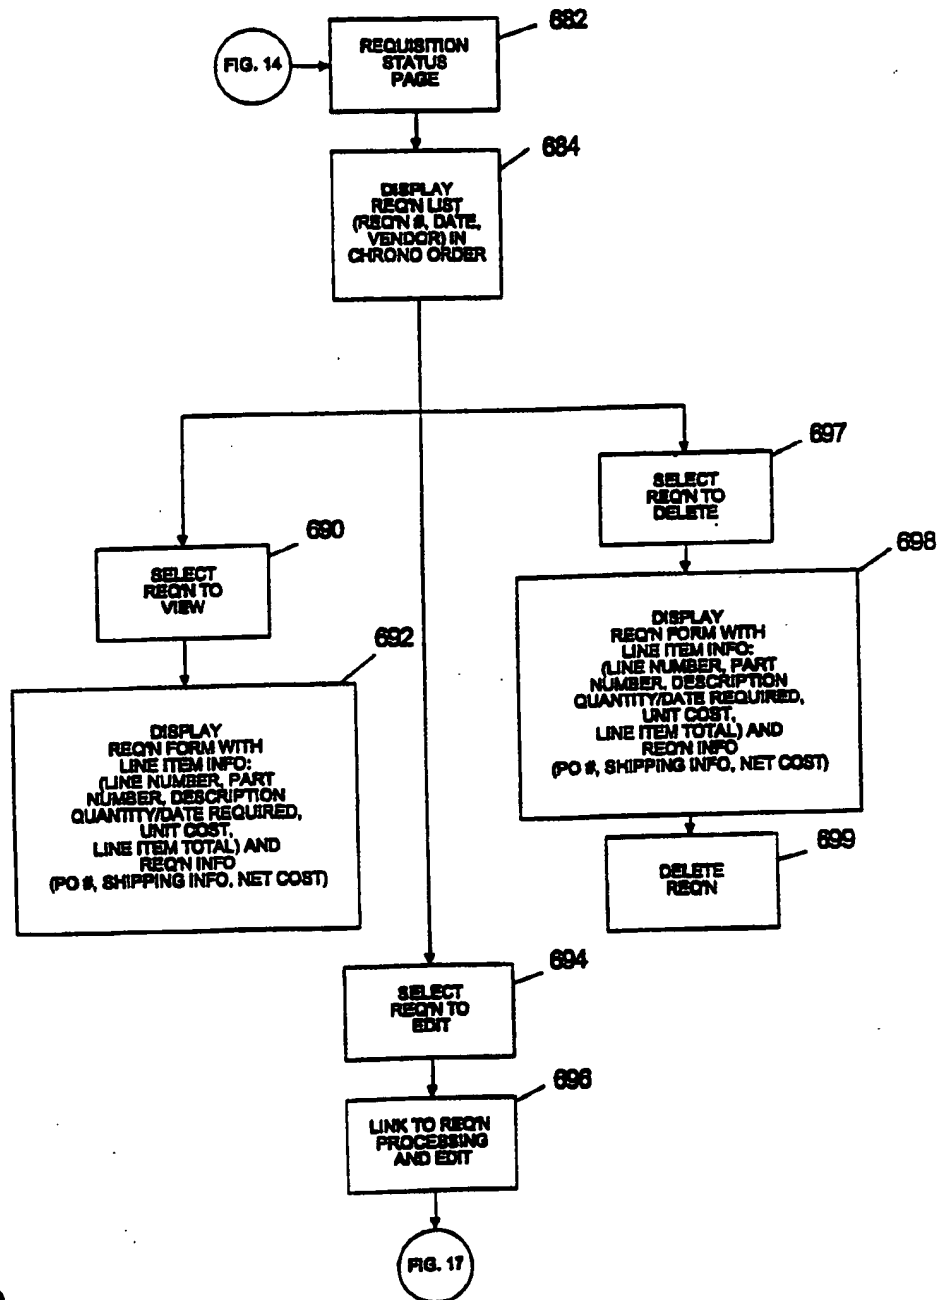 682
FIG. 14
REQUISITION
STATUS
PAGE
684
DISPLAY
REQ'N LIST
(REQ'N #, DATE,
VENDOR) IN
CHRONO ORDER
697
SELECT
REQ'N TO
DELETE
690
SELECT
REQ'N TO
VIEW
698
DISPLAY
REQ'N FORM WITH
LINE ITEM INFO:
(LINE NUMBER, PART
NUMBER, DESCRIPTION
QUANTITY/DATE REQUIRED,
UNIT COST,
LINE ITEM TOTAL) AND
REQ'N INFO
(PO #, SHIPPING INFO, NET COST)
692
DISPLAY
REQ'N FORM WITH
LINE ITEM INFO:
(LINE NUMBER, PART
NUMBER, DESCRIPTION
QUANTITY/DATE REQUIRED,
UNIT COST,
LINE ITEM TOTAL) AND
REQ'N INFO
(PO #, SHIPPING INFO, NET COST)
699
DELETE
REQ'N
694
SELECT
REQ'N TO
EDIT
696
LINK TO REQ'N
PROCESSING
AND EDIT
FIG. 17